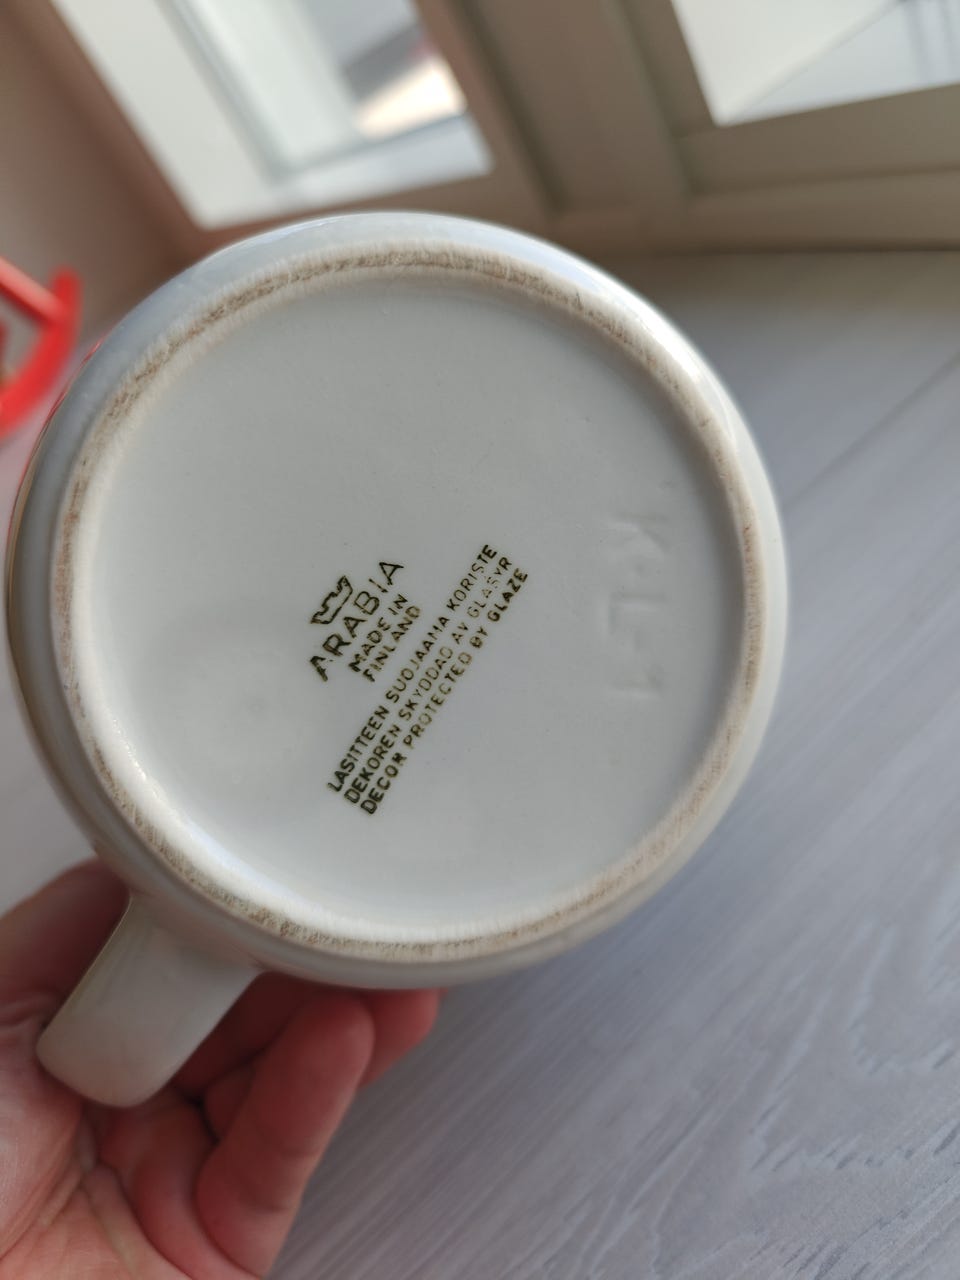 ARABIA
MADE IN
FINLAND
LASITTEEN SUOJAAMA KORISTE
DEKOREN SKYDDAD AV GLASYR
DECOR PROTECTED BY GLAZE